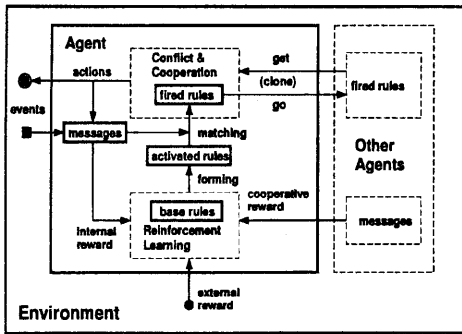 Agent
Conflict &
Cooperation
get
actions
(clone)
fired rules
fired rules
go
events
messages
matching
Other
Agents
activated rules
forming
cooperative
reward
base rules
messages
internal
reward
Reinforcement
Learning
external
reward
Environment